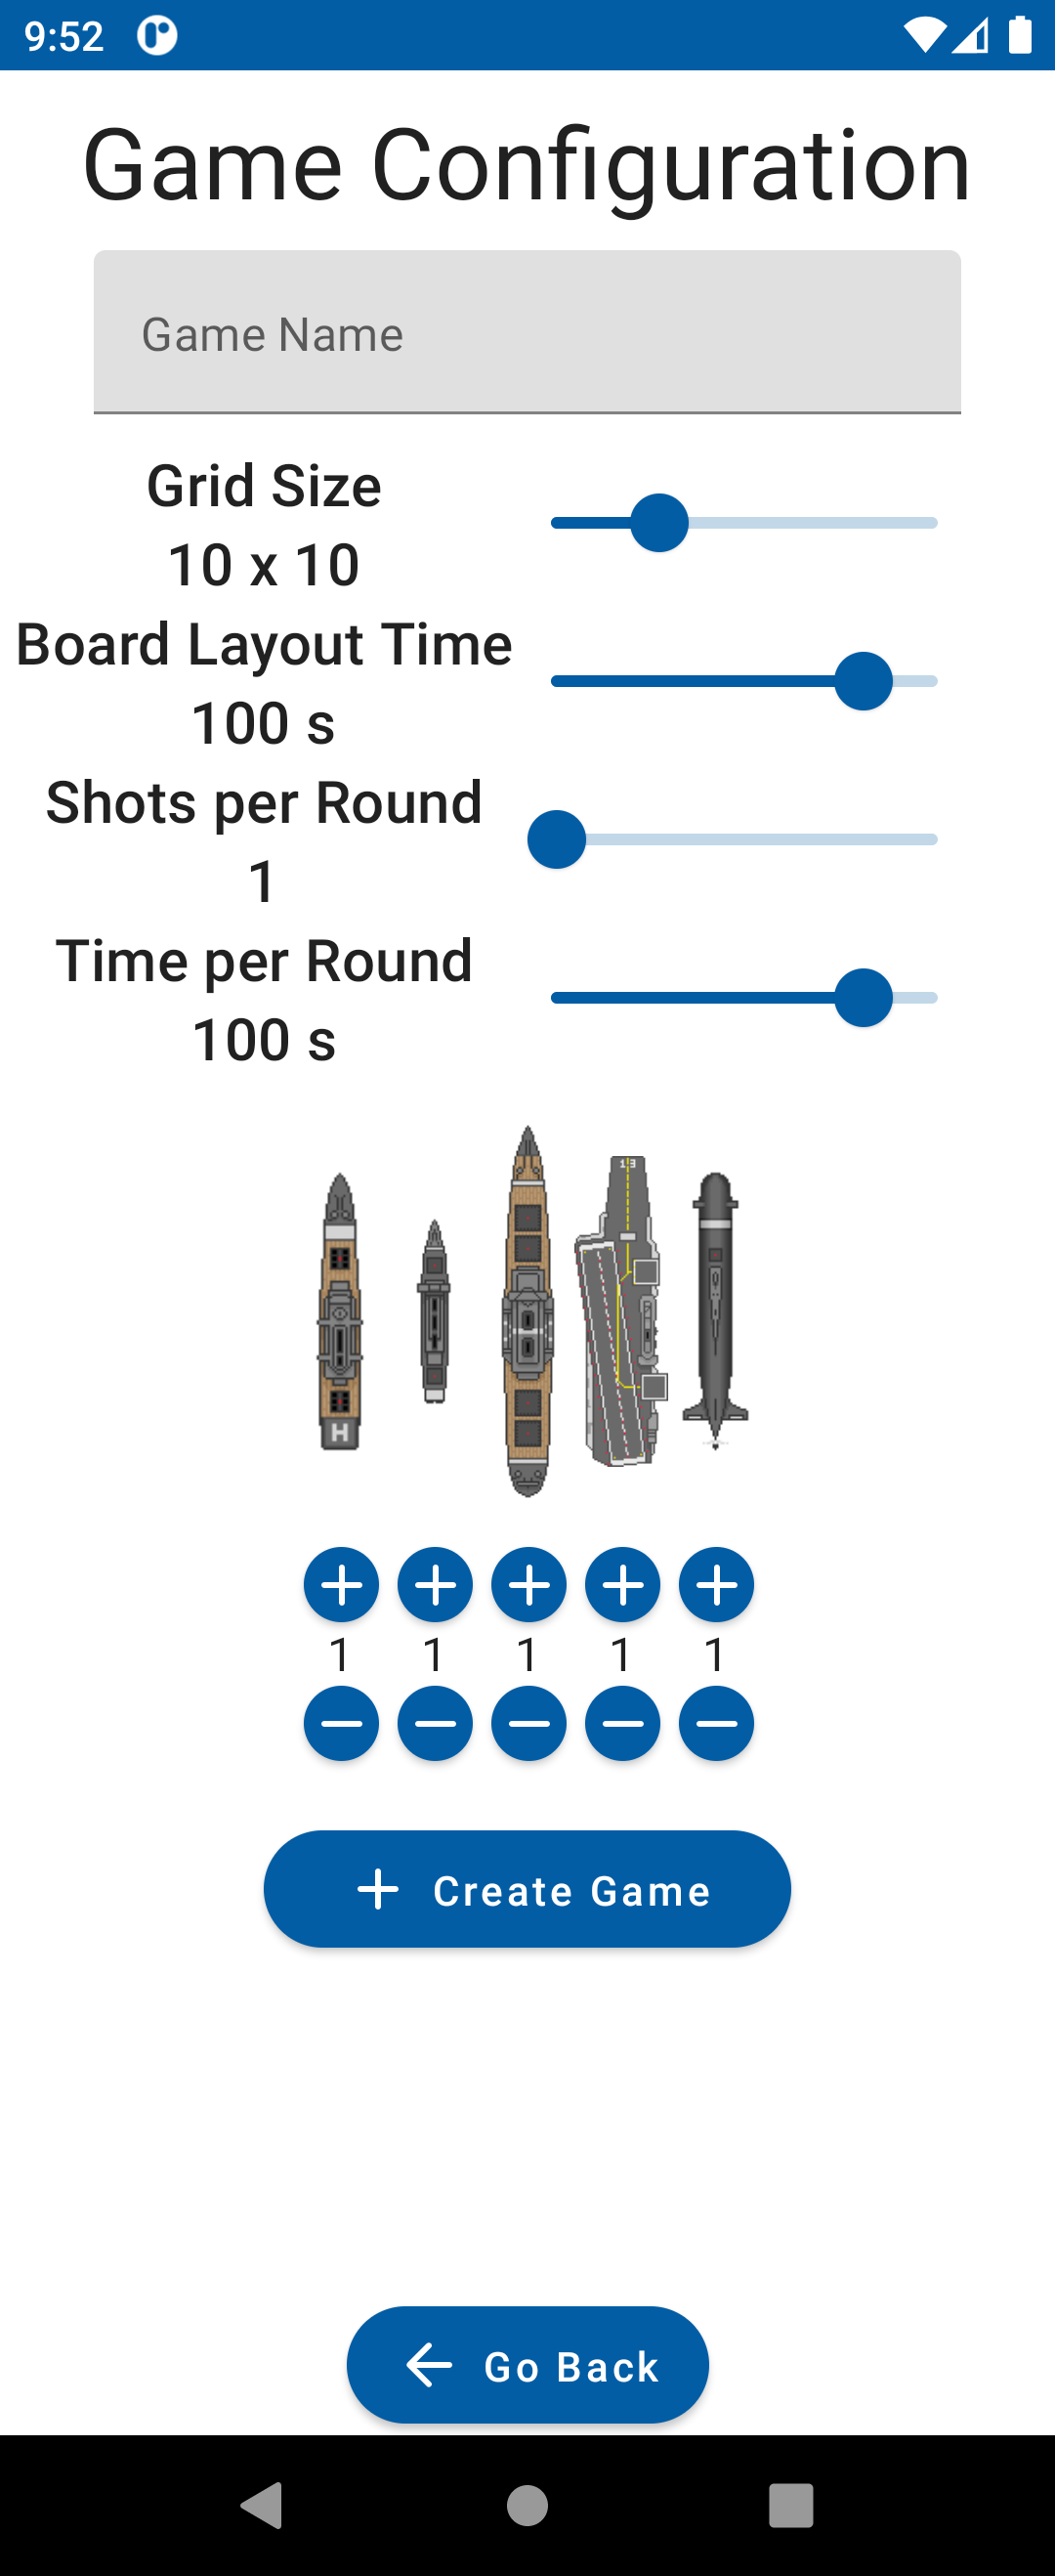 9:52
Game Configuration
Game Name
Grid Size
10 x 10
Board Layout Time
100 s
Shots per Round
1
Time per Round
100 s
13
H
1 1 1 1 1
Create Game
Go Back